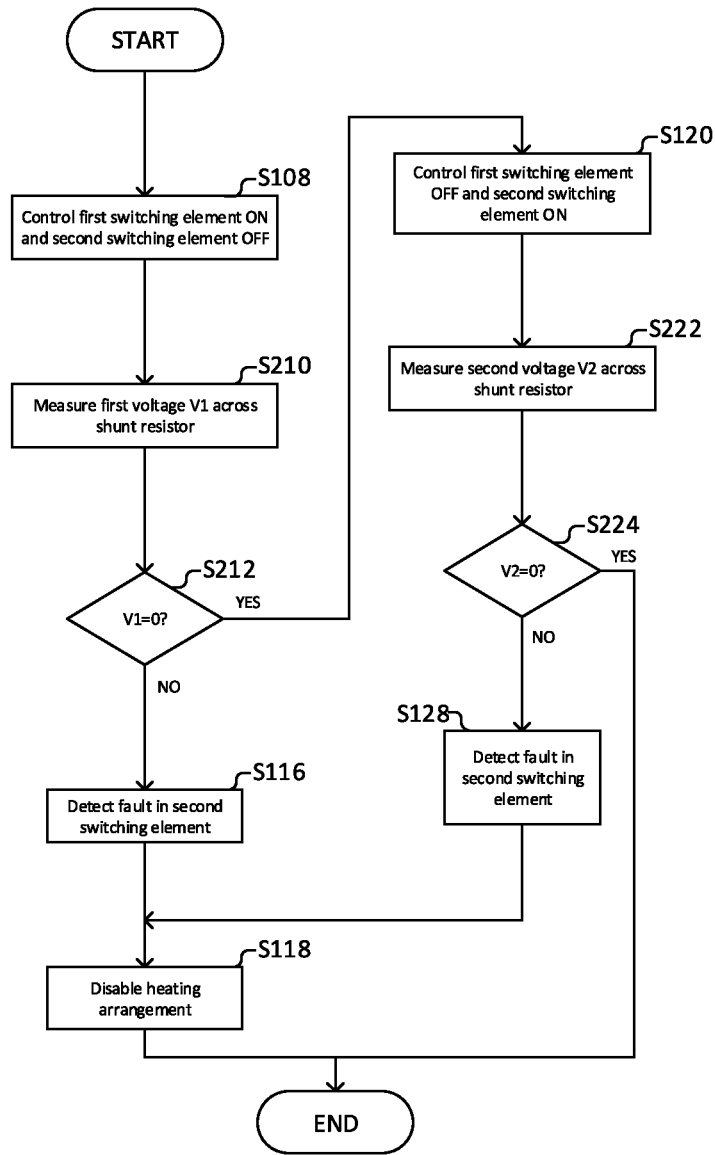 START
S108
Control first switching element ON
and second switching element OFF
S210
Measure first voltage V1 across
shunt resistor
S212
V1=0?
YES
NO
S116
Detect fault in second
switching element
S118
Disable heating
arrangement
S120
Control first switching element
OFF and second switching
element ON
S222
Measure second voltage V2 across
shunt resistor
S224
V2=0?
YES
NO
S128
Detect fault in
second switching
element
END